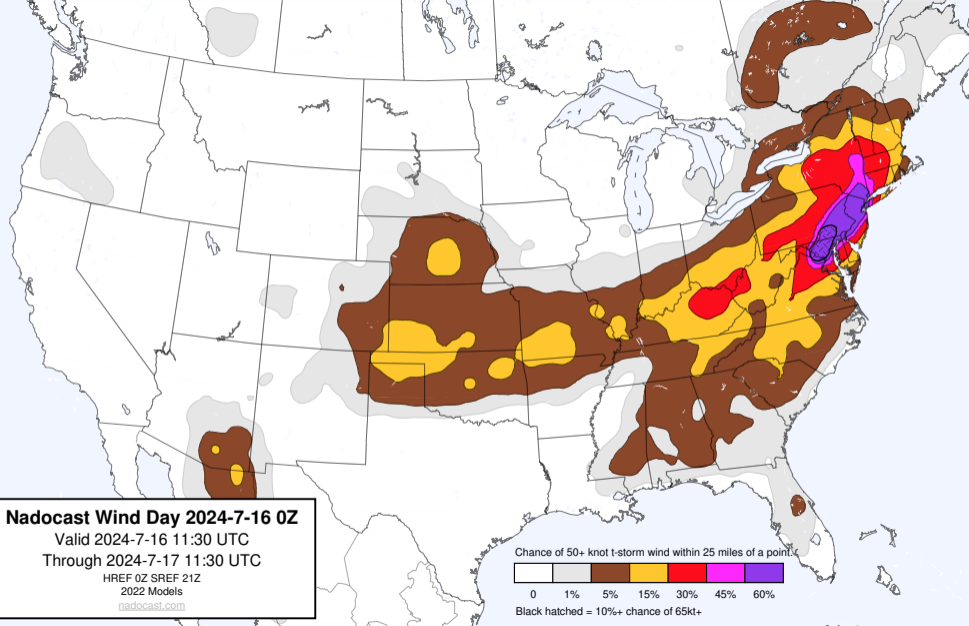 Nadocast Wind Day 2024-7-16 0Z
Valid 2024-7-16 11:30 UTC
Through 2024-7-17 11:30 UTC
HREF 0Z SREF 21Z
2022 Models
nadocast.com
Chance of 50+ knot t-storm wind within 25 miles of a point.
0 1% 5% 15% 30% 45% 60%
Black hatched = 10%+ chance of 65kt+